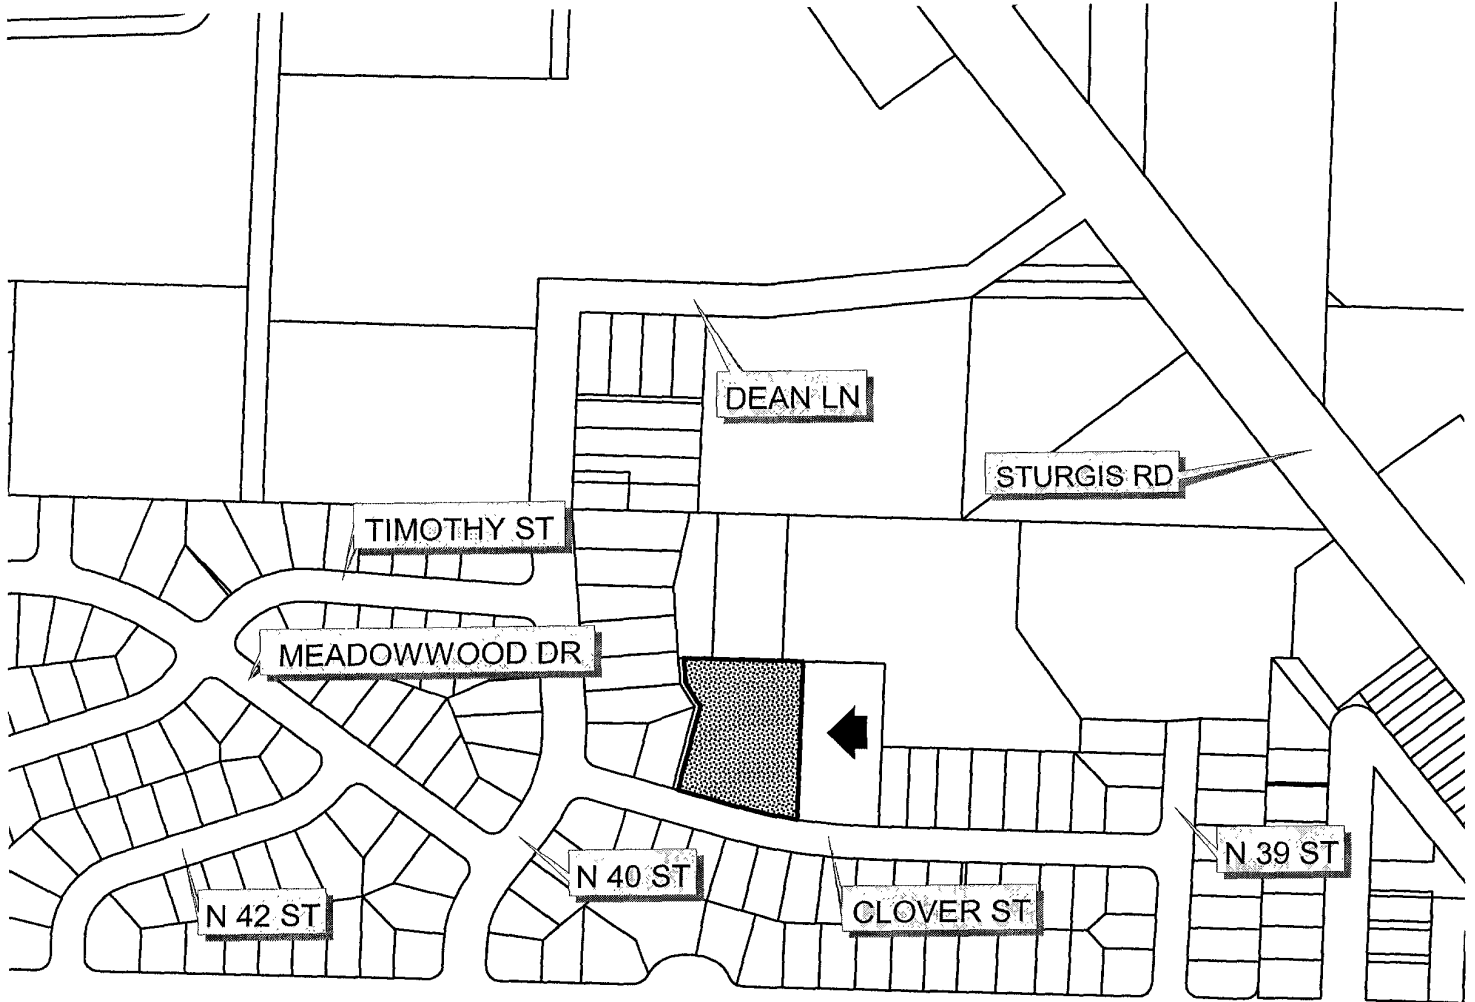 DEAN LN
STURGIS RD
TIMOTHY ST
MEADOWWOOD DR
N 39 ST
N 40 ST
N 42 ST
CLOVER ST